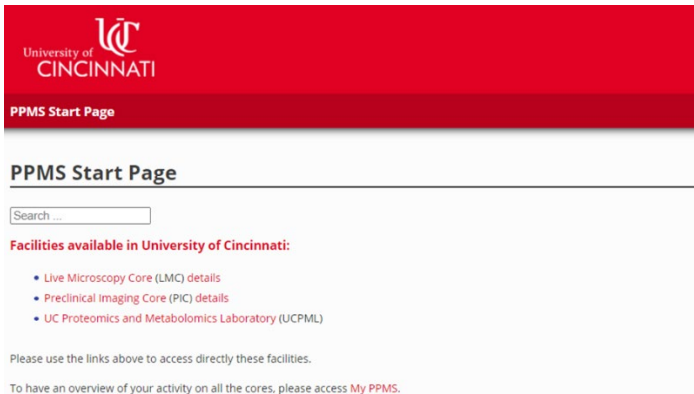 UC
University of
CINCINNATI
PPMS Start Page
PPMS Start Page
Search ...
Facilities available in University of Cincinnati:
• Live Microscopy Core (LMC) details
• Preclinical Imaging Core (PIC) details
• UC Proteomics and Metabolomics Laboratory (UCPML)
Please use the links above to access directly these facilities.
To have an overview of your activity on all the cores, please access My PPMS.